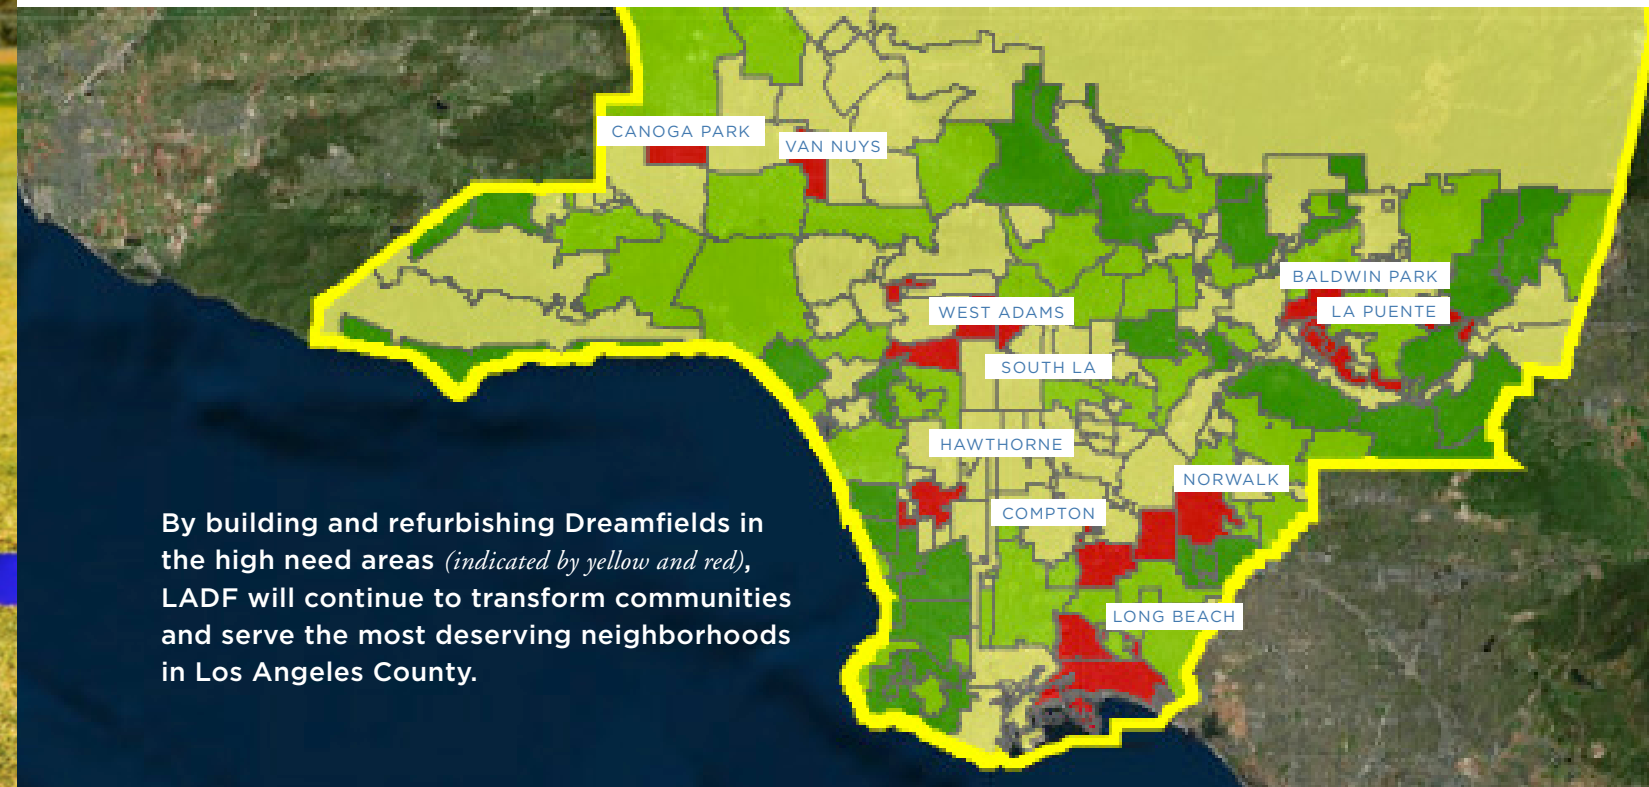 CANOGA PARK
VAN NUYS
BALDWIN PARK
WEST ADAMS
LA PUENTE
SOUTH LA
HAWTHORNE
NORWALK
COMPTON
LONG BEACH
By building and refurbishing Dreamfields in
the high need areas (indicated by yellow and red),
LADF will continue to transform communities
and serve the most deserving neighborhoods
in Los Angeles County.